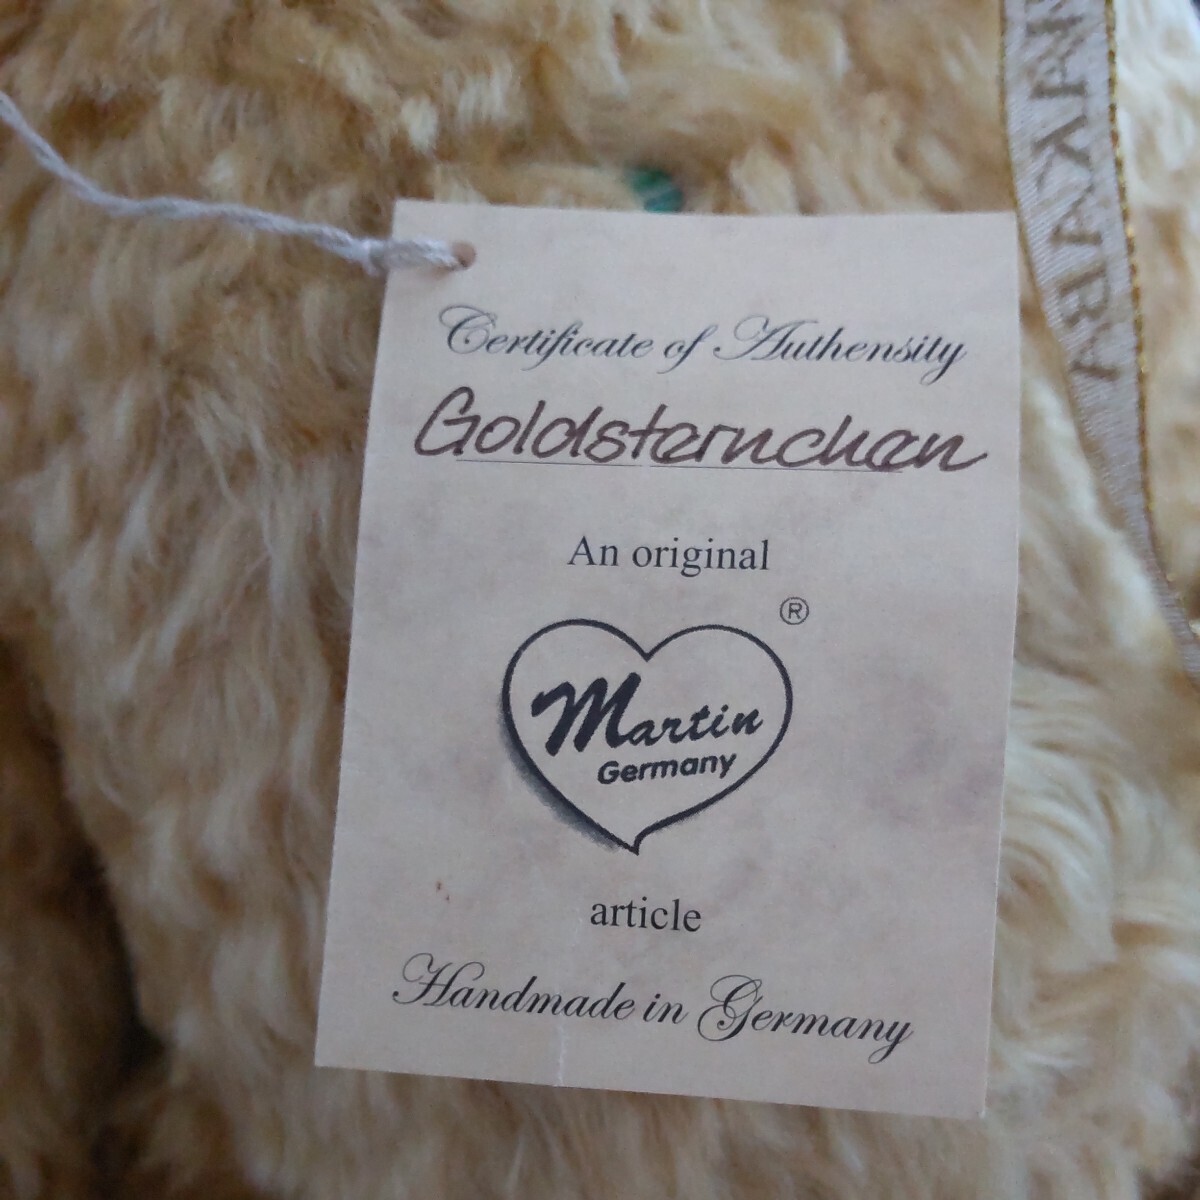 Certificate of Authensity
Goldsternchen
An original
®
Martin
Germany
article
Handmade in Germany